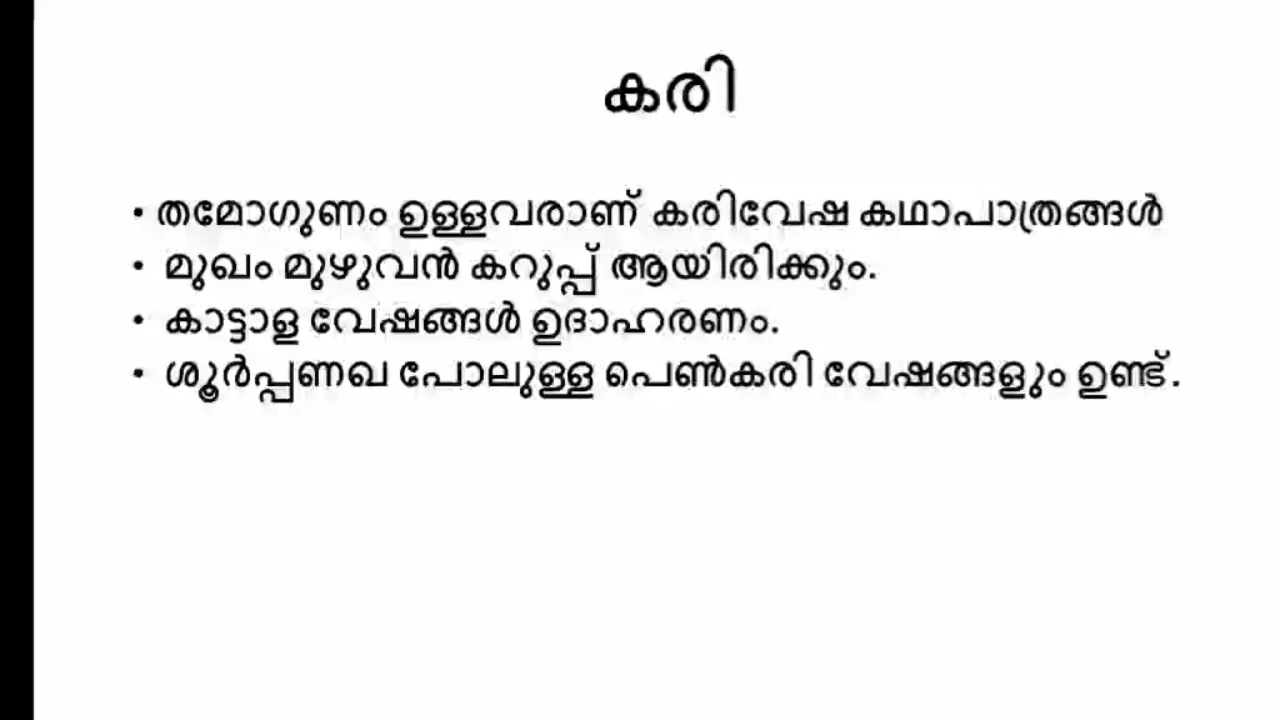 കരി
• തമോഗുണം ഉള്ളവരാണ് കരിവേഷ കഥാപാത്രങ്ങൾ
• മുഖം മുഴുവൻ കറുപ്പ് ആയിരിക്കും.
• കാട്ടാള വേഷങ്ങൾ ഉദാഹരണം.
• ശൂർപ്പണഖ പോലുള്ള പെൺകരി വേഷങ്ങളും ഉണ്ട്.